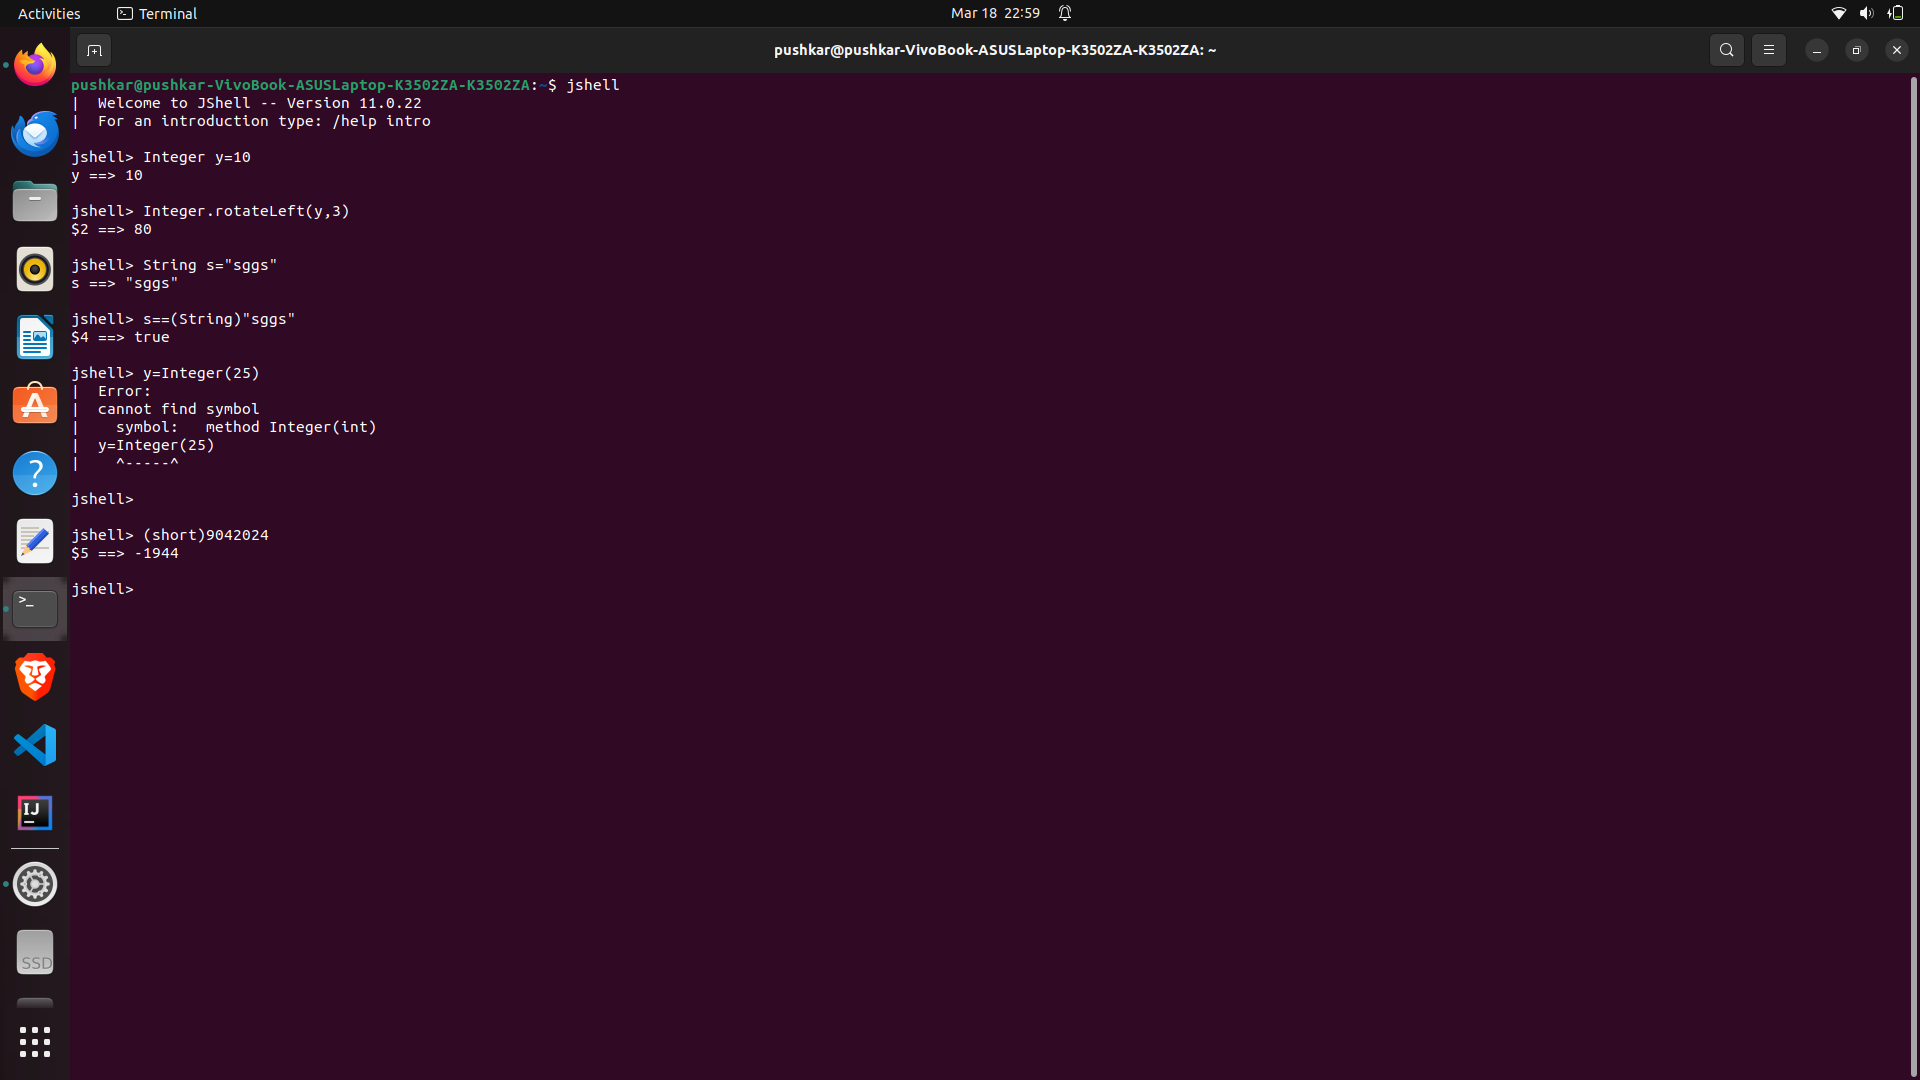 Activities
Terminal
Mar 18 22:59
pushkar@pushkar-VivoBook-ASUSLaptop-K3502ZA-K3502ZA: ~
pushkar@pushkar-VivoBook-ASUSLaptop-K3502ZA-K3502ZA:~$ jshell
|  Welcome to JShell -- Version 11.0.22
|  For an introduction type: /help intro
jshell> Integer y=10
y ==> 10
jshell> Integer.rotateLeft(y,3)
$2 ==> 80
jshell> String s="sggs"
s ==> "sggs"
jshell> s==(String)"sggs"
$4 ==> true
jshell> y=Integer(25)
|  Error:
|  cannot find symbol
|    symbol:   method Integer(int)
|  y=Integer(25)
|    ^-----^
jshell>
jshell> (short)9042024
$5 ==> -1944
jshell>
>_
IJ
SSD